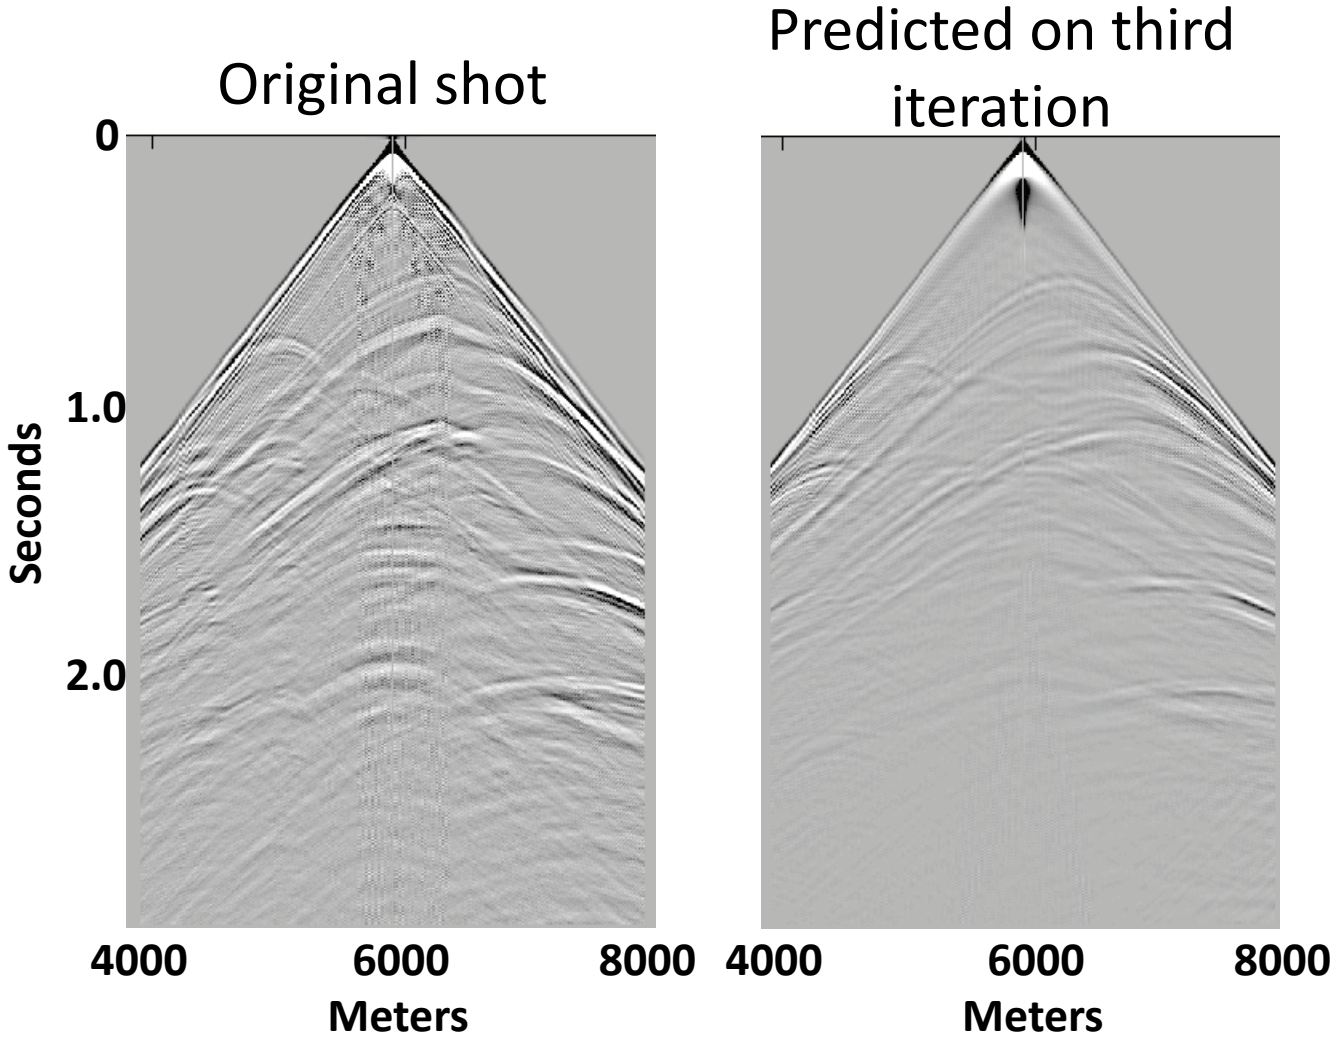 Original shot
Predicted on third
iteration
0
1.0
2.0
Seconds
4000 6000 8000
Meters
4000 6000 8000
Meters